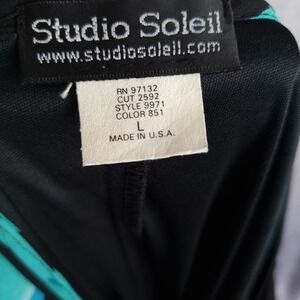 Studio Soleil
www.studiosoleil.com
RN 97132
CUT 2592
STYLE 9971
COLOR 851
L
MADE IN U.S.A.